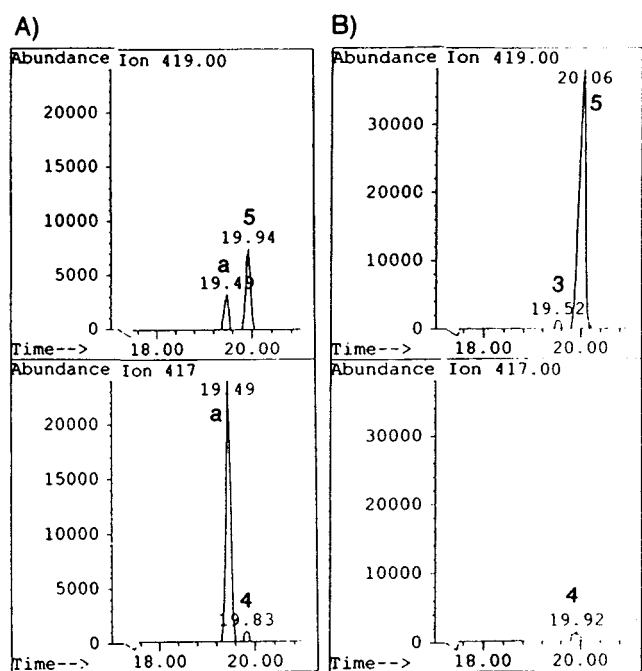 A)
Abundance Ion 419.00
20000
15000
10000
5000
0
5
19.94
a
19.49
Time--> 18.00 20.00
Abundance Ion 417
19.49
a
20000
15000
10000
5000
0
4
19.83
Time--> 18.00 20.00
B)
Abundance Ion 419.00
20.06
5
30000
20000
10000
0
3
19.52
Time--> 18.00 20.00
Abundance Ion 417.00
30000
20000
10000
0
4
19.92
Time--> 18.00 20.00